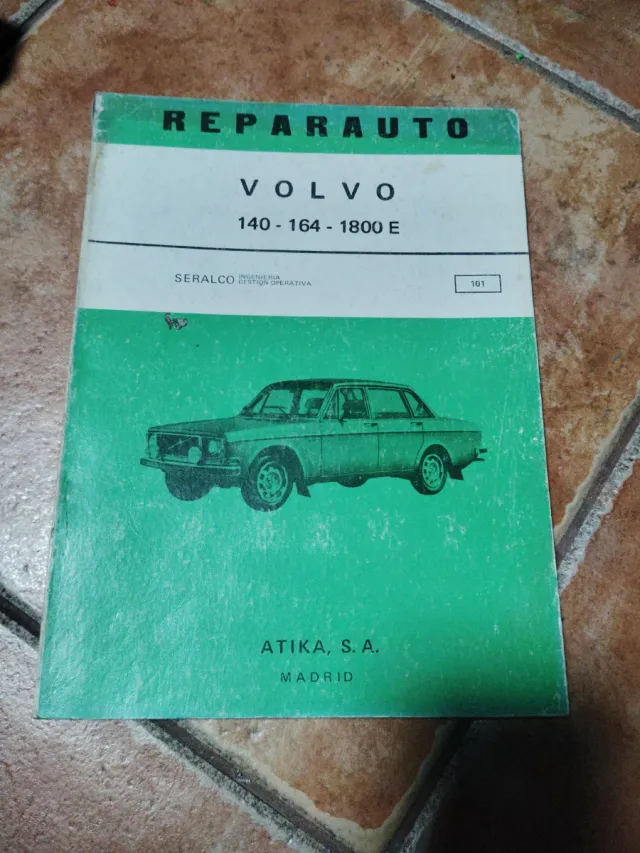 REPARAUTO
VOLVO
140 - 164 - 1800 E
SERALCO INGENIERIA
GESTION OPERATIVA
101
ATIKA, S.A.
MADRID